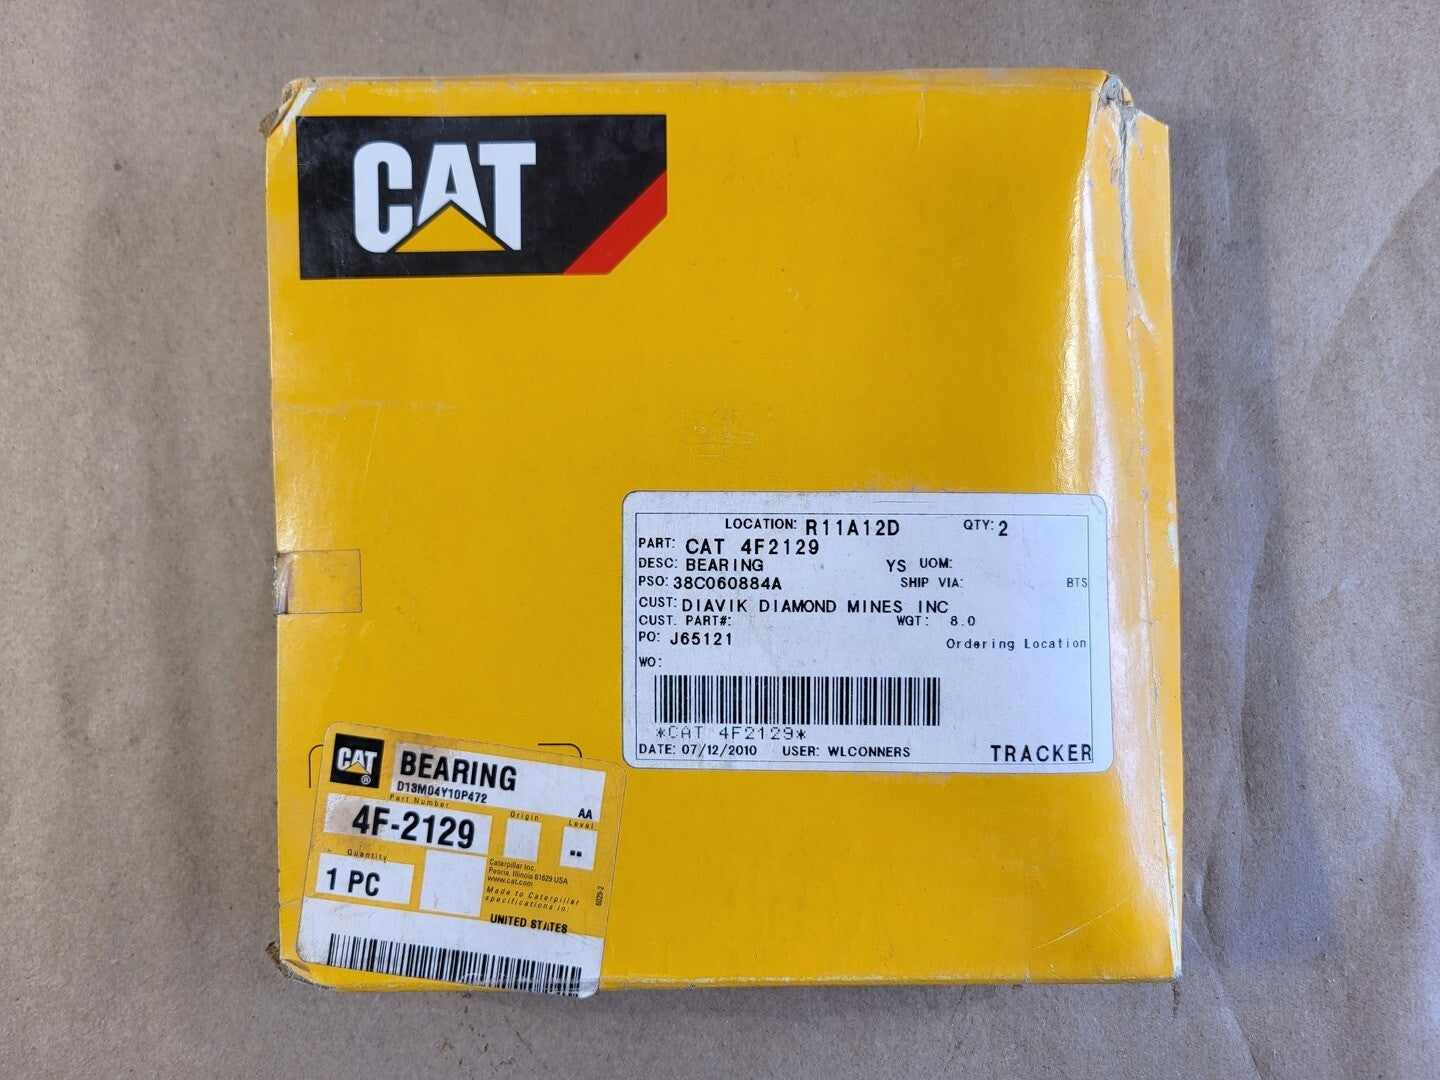 CAT
LOCATION: R11A12D QTY: 2
PART: CAT 4F2129
DESC: BEARING YS UOM:
PSO: 38C060884A SHIP VIA: BTS
CUST: DIAVIK DIAMOND MINES INC
CUST. PART#: WGT: 8.0
PO: J65121 Ordering Location
WO:
*CAT 4F2129*
DATE: 07/12/2010 USER: WLCONNERS TRACKER
CAT ® BEARING
D13M04Y10P472 AA
Part Number Origin Level
4F-2129 --
Quantity
1 PC
Caterpillar Inc.
Peoria, Illinois 61629 USA
www.cat.com
Made to Caterpillar
specifications in:
UNITED STATES
6029-2